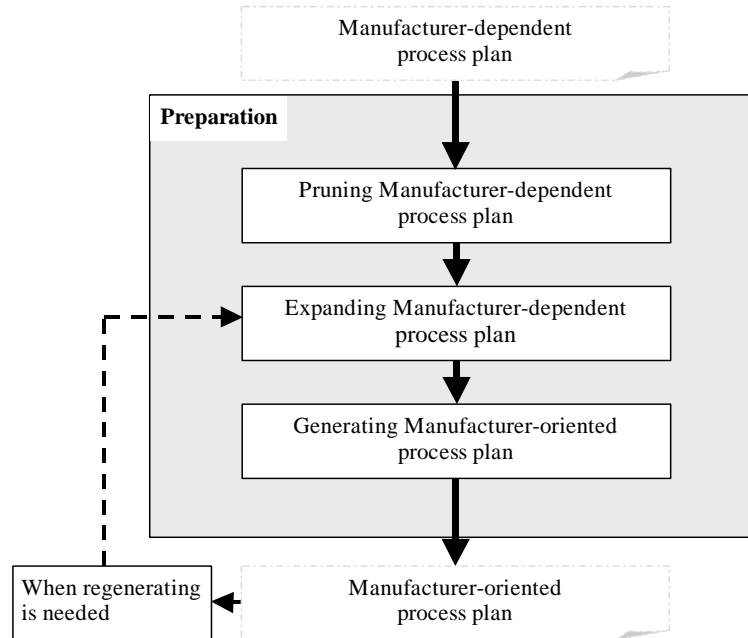 Manufacturer-dependent
process plan
Preparation
Pruning Manufacturer-dependent
process plan
Expanding Manufacturer-dependent
process plan
Generating Manufacturer-oriented
process plan
When regenerating
is needed
Manufacturer-oriented
process plan